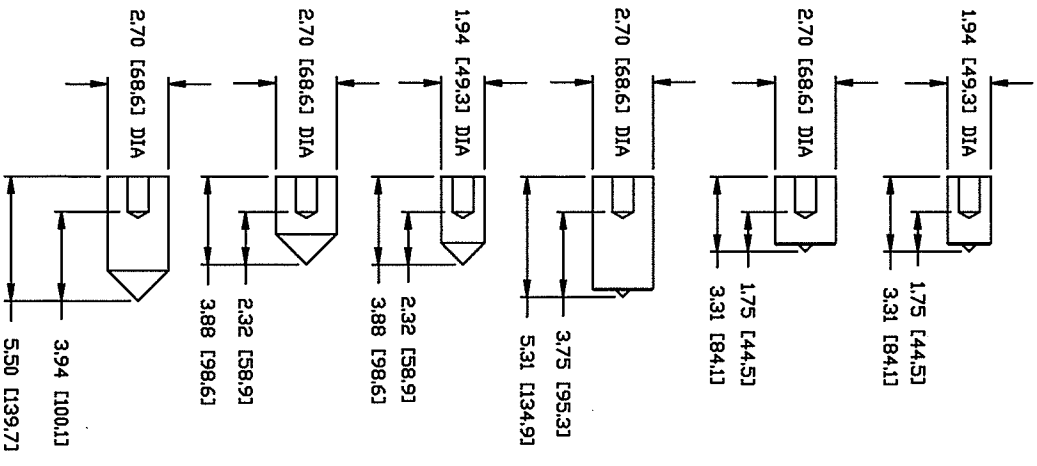 2.70 [68.6] DIA
3.94 [100.1]
5.50 [139.7]
2.70 [68.6] DIA
2.32 [58.9]
3.88 [98.6]
1.94 [49.3] DIA
2.32 [58.9]
3.88 [98.6]
2.70 [68.6] DIA
3.75 [95.3]
5.31 [134.9]
2.70 [68.6] DIA
1.75 [44.5]
3.31 [84.1]
1.94 [49.3] DIA
1.75 [44.5]
3.31 [84.1]